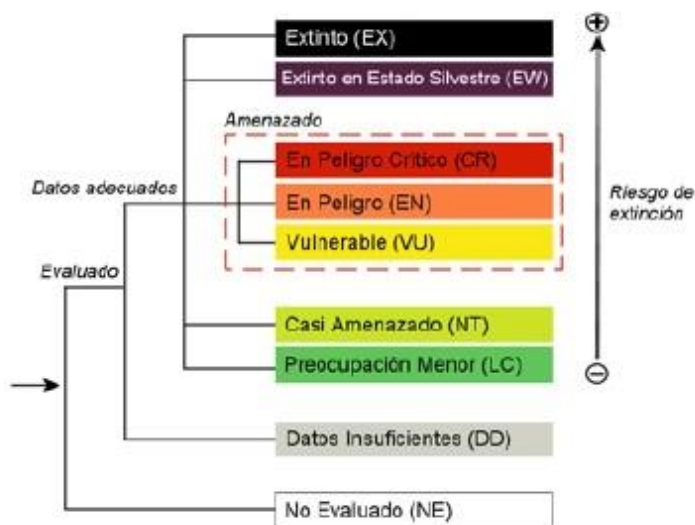 Extinto (EX)
Extirto en Estado Silvestre (EW)
Amenazado
En Peligro Crítico (CR)
Datos adecuados
En Peligro (EN)
Riesgo de
extinción
Vulnerable (VU)
Evaluado
Casi Amenazado (NT)
Preocupación Menor (LC)
Datos Insuficientes (DD)
No Evaluado (NE)